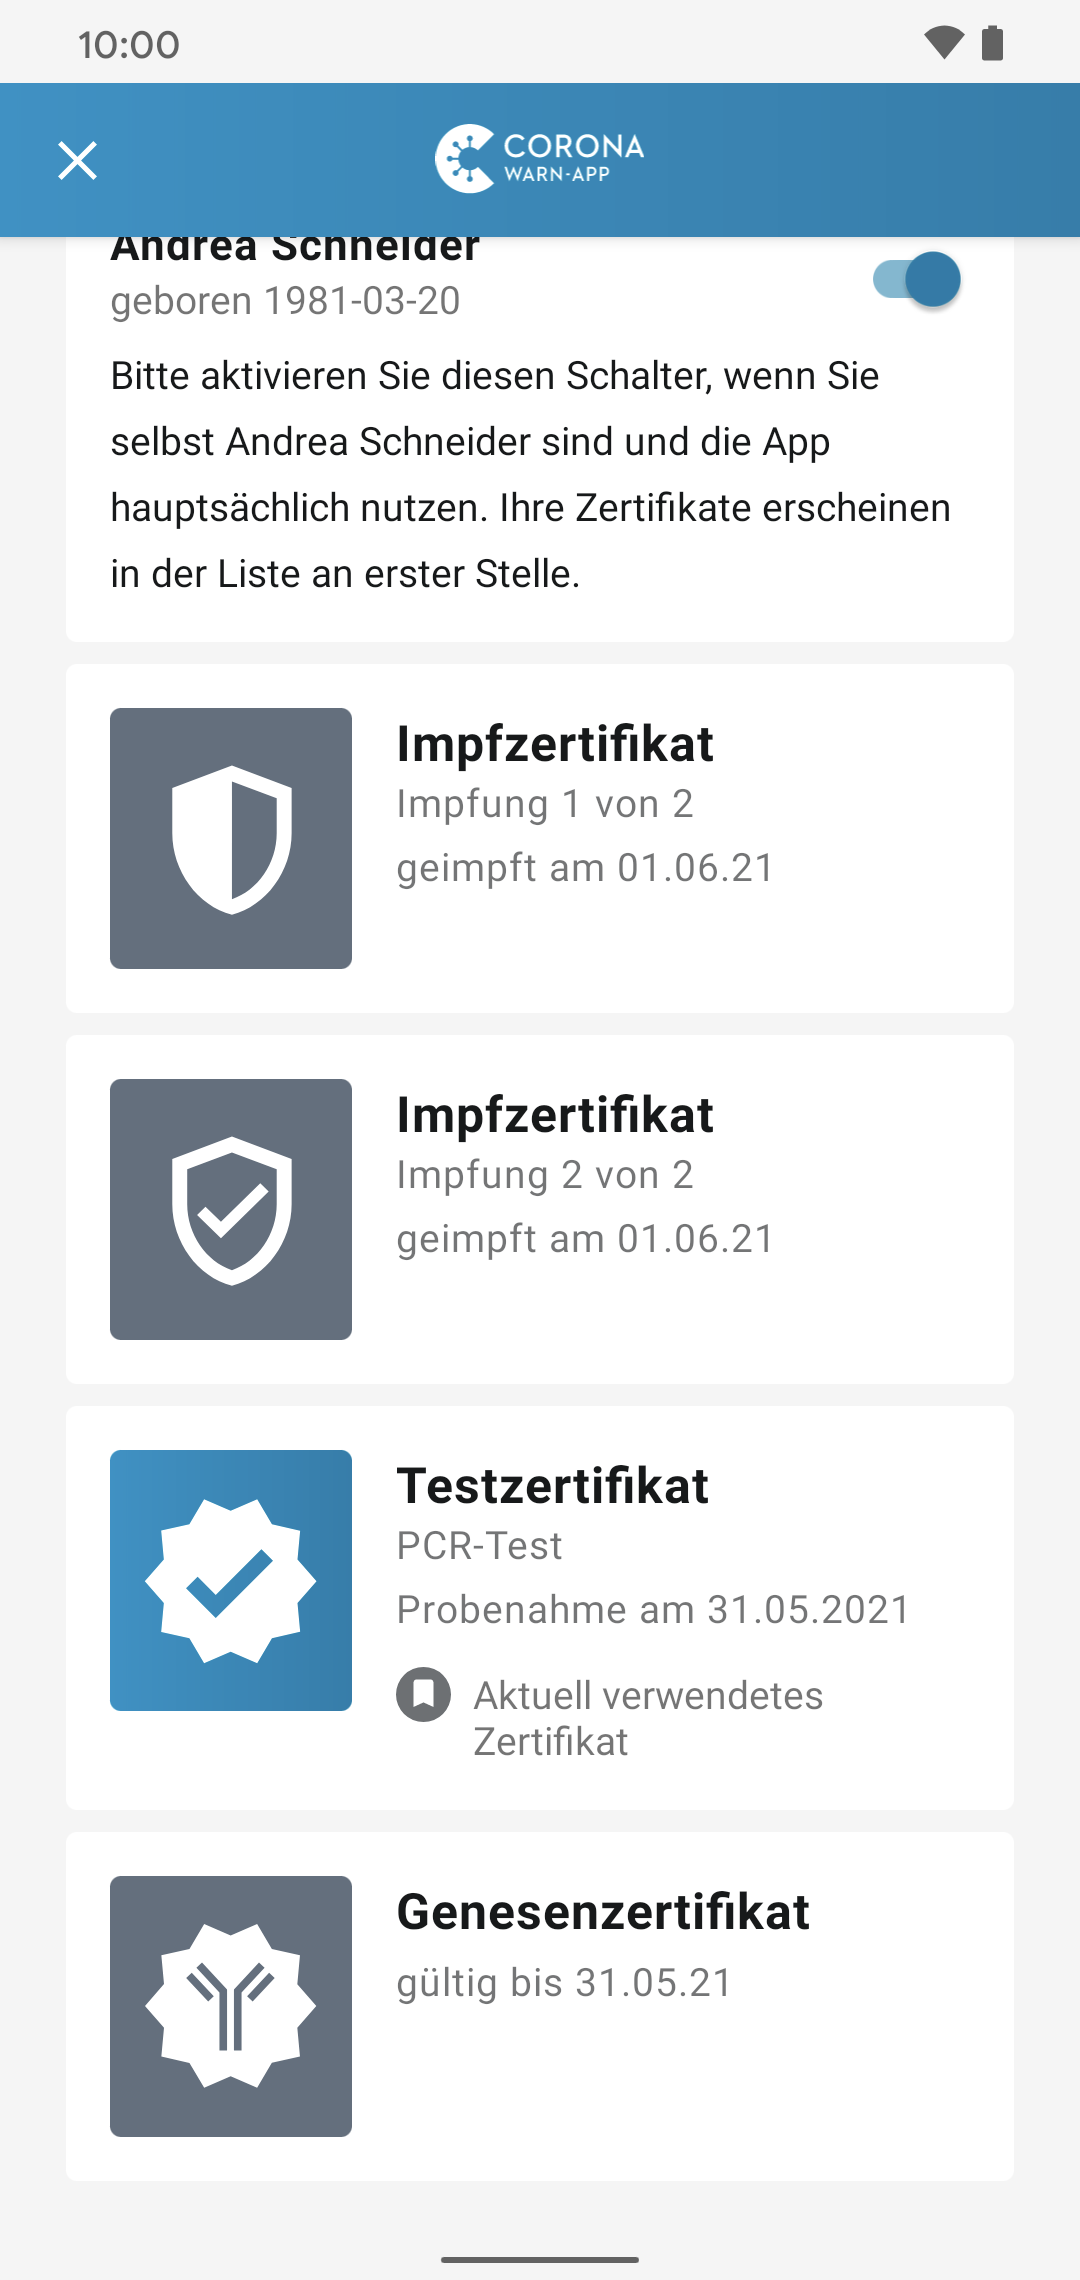 10:00
CORONA
WARN-APP
Andrea Schneider
geboren 1981-03-20
Bitte aktivieren Sie diesen Schalter, wenn Sie
selbst Andrea Schneider sind und die App
hauptsächlich nutzen. Ihre Zertifikate erscheinen
in der Liste an erster Stelle.
Impfzertifikat
Impfung 1 von 2
geimpft am 01.06.21
Impfzertifikat
Impfung 2 von 2
geimpft am 01.06.21
Testzertifikat
PCR-Test
Probenahme am 31.05.2021
Aktuell verwendetes
Zertifikat
Genesenzertifikat
gültig bis 31.05.21